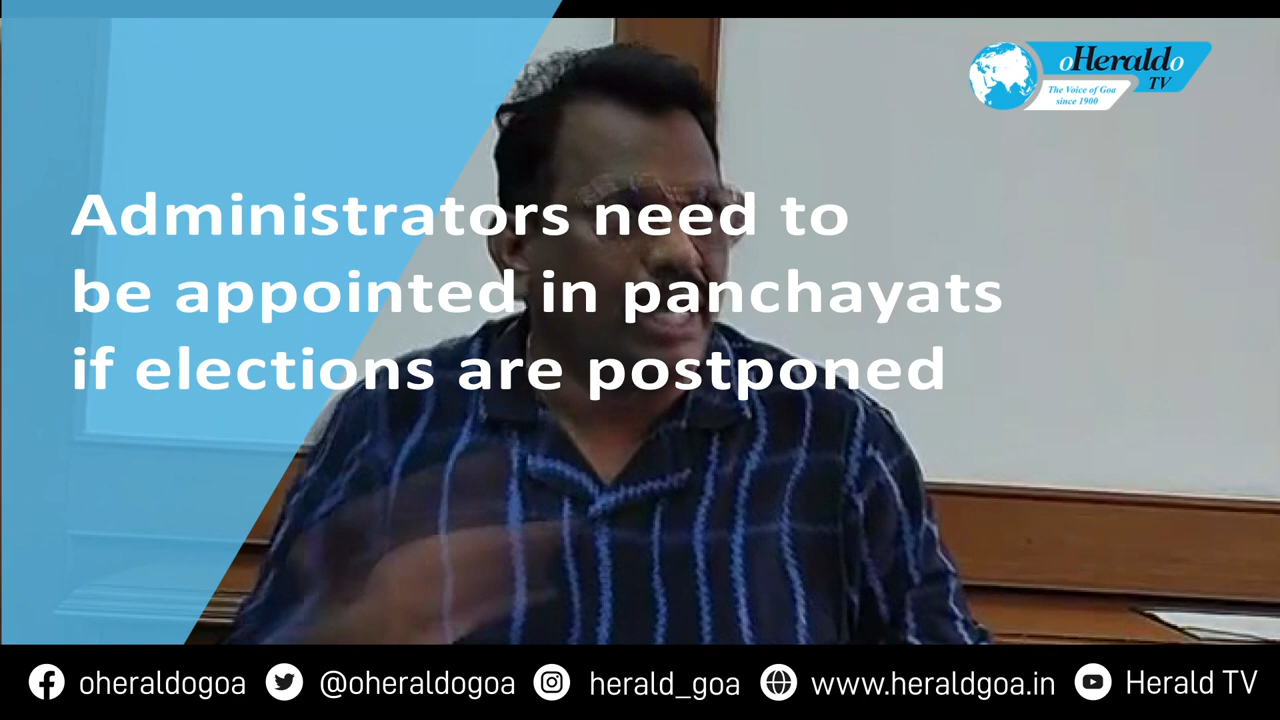 oHeraldo
TV
The Voice of Goa
since 1900
Administrators need to
be appointed in panchayats
if elections are postponed
oheraldogoa
@oheraldogoa
herald_goa
www.heraldgoa.in
Herald TV